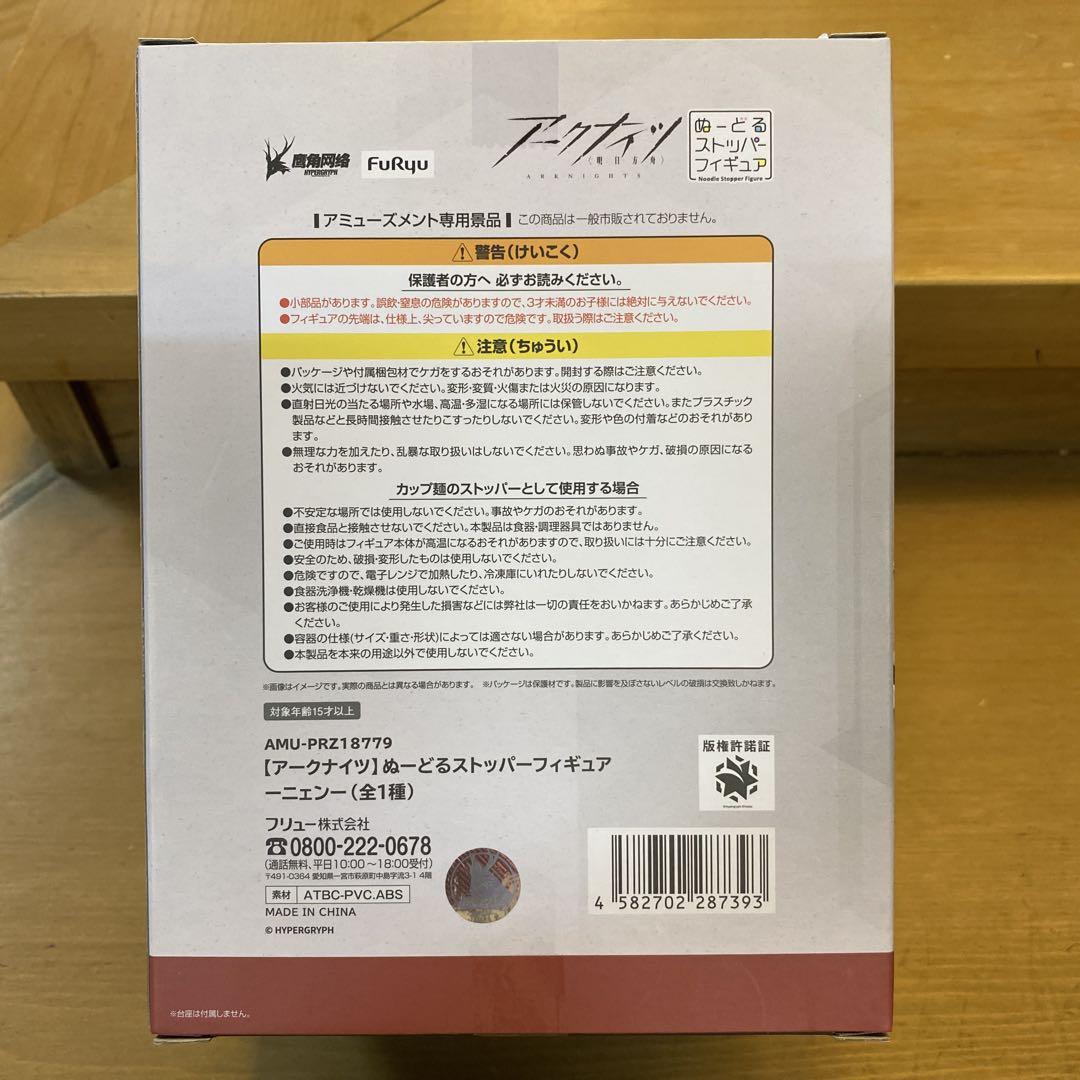 鷹角网络
HYPERGRYPH
FuRyu
アークナイツ
〈明日方舟〉
ARKNIGHTS
ぬーどる
ストッパー
フィギュア
Noodle Stopper Figure
アミューズメント専用景品 この商品は一般市販されておりません。
警告(けいこく)
保護者の方へ 必ずお読みください。
●小部品があります。誤飲・窒息の危険がありますので、3才未満のお子様には絶対に与えないでください。
●フィギュアの先端は、仕様上、尖っていますので危険です。取扱う際はご注意ください。
注意(ちゅうい)
●パッケージや付属梱包材でケガをするおそれがあります。開封する際はご注意ください。
●火気には近づけないでください。変形・変質・火傷または火災の原因になります。
●直射日光の当たる場所や水場、高温・多湿になる場所には保管しないでください。またプラスチック
製品などと長時間接触させたりこすったりしないでください。変形や色の付着などのおそれがあり
ます。
●無理な力を加えたり、乱暴な取り扱いはしないでください。思わぬ事故やケガ、破損の原因になる
おそれがあります。
カップ麺のストッパーとして使用する場合
●不安定な場所では使用しないでください。事故やケガのおそれがあります。
●直接食品と接触させないでください。本製品は食器・調理器具ではありません。
●ご使用時はフィギュア本体が高温になるおそれがありますので、取り扱いには十分にご注意ください。
●安全のため、破損・変形したものは使用しないでください。
●危険ですので、電子レンジで加熱したり、冷凍庫にいれたりしないでください。
●食器洗浄機・乾燥機は使用しないでください。
●お客様のご使用により発生した損害などには弊社は一切の責任をおいかねます。あらかじめご了承
ください。
●容器の仕様(サイズ・重さ・形状)によっては適さない場合があります。あらかじめご了承ください。
●本製品を本来の用途以外で使用しないでください。
※画像はイメージです。実際の商品とは異なる場合があります。 ※パッケージは保護材です。製品に影響を及ぼさないレベルの破損は交換致しかねます。
対象年齢15才以上
AMU-PRZ18779
【アークナイツ】ぬーどるストッパーフィギュア
ーニェンー(全1種)
版権許諾証
©Hypergryph ©Yostar
フリュー株式会社
☎0800-222-0678
(通話無料、平日10:00～18:00受付)
〒491-0364 愛知県一宮市萩原町中島字流3-1 4階
素材 ATBC-PVC.ABS
MADE IN CHINA
© HYPERGRYPH
4 582702 287393
※台座は付属しません。